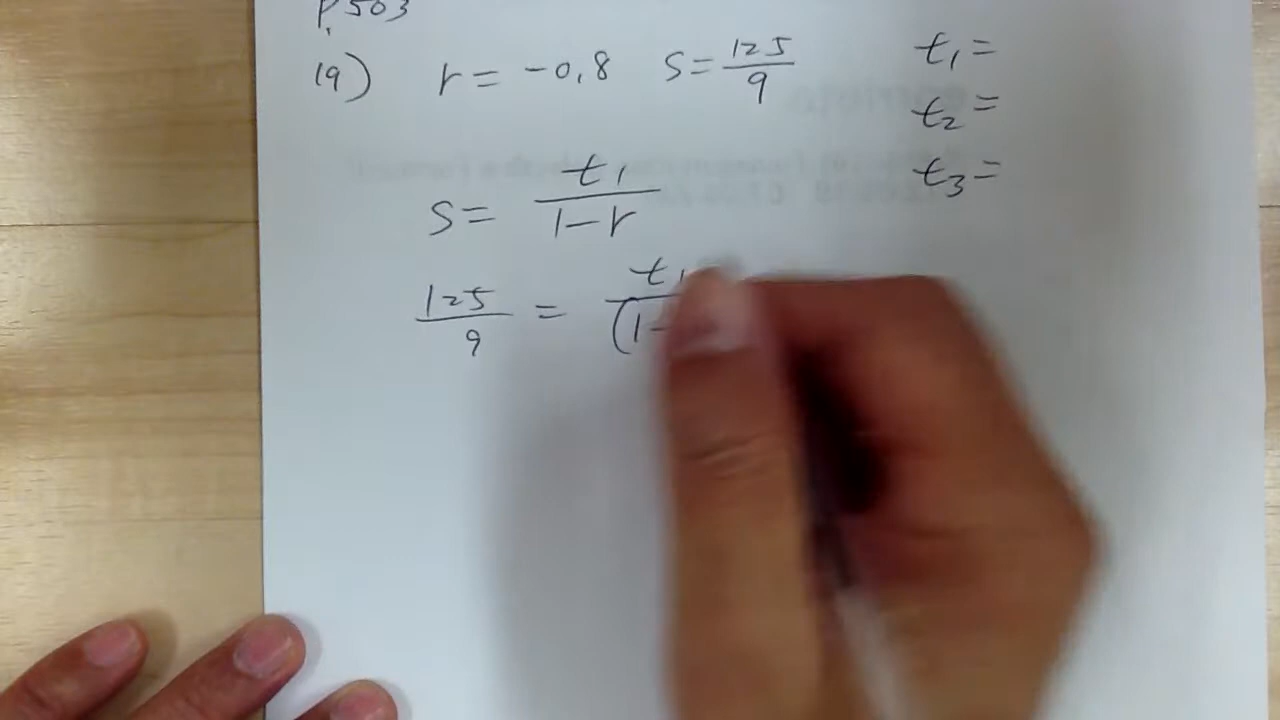 P.503
19) r = -0,8 S = 125/9 t₁ =
t₂ =
t₃ =
S = t₁/(1-r)
125/9 = t₁/(1-